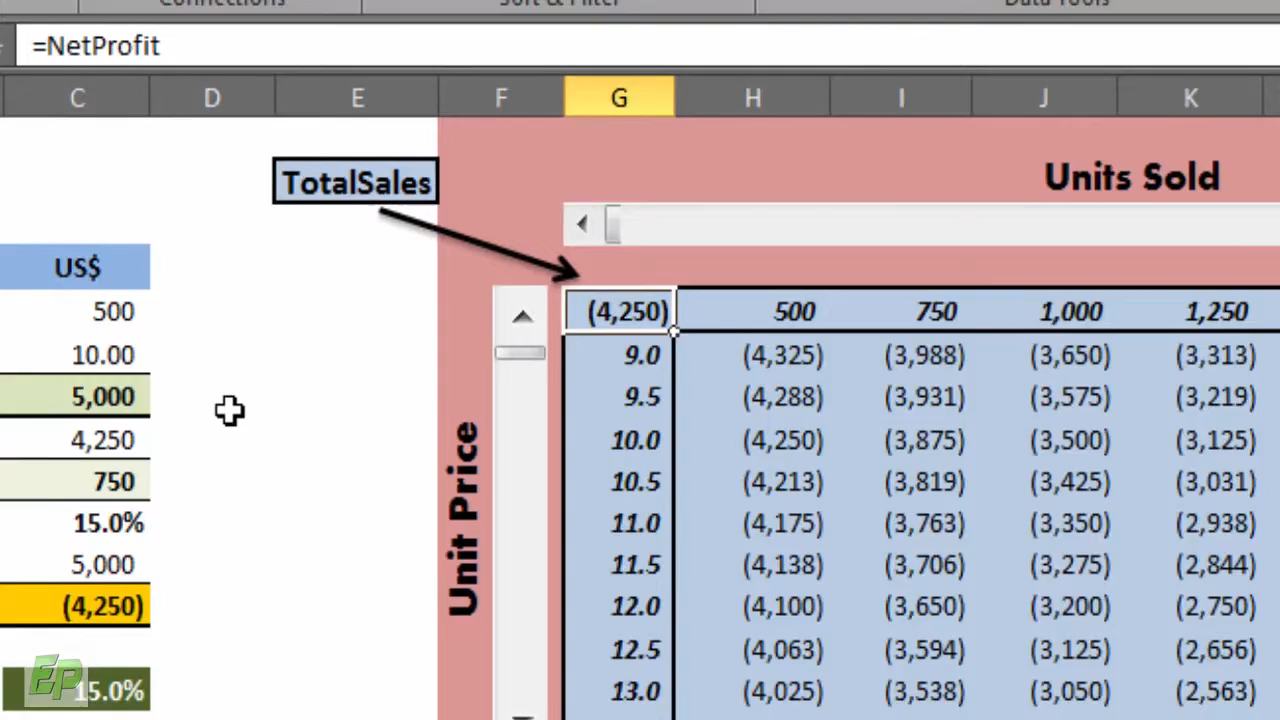 =NetProfit
C D E F G H I J K
TotalSales
Units Sold
US$
500
10.00
5,000
4,250
750
15.0%
5,000
(4,250)
15.0%
EP
Unit Price
(4,250) 500 750 1,000 1,250
9.0 (4,325) (3,988) (3,650) (3,313)
9.5 (4,288) (3,931) (3,575) (3,219)
10.0 (4,250) (3,875) (3,500) (3,125)
10.5 (4,213) (3,819) (3,425) (3,031)
11.0 (4,175) (3,763) (3,350) (2,938)
11.5 (4,138) (3,706) (3,275) (2,844)
12.0 (4,100) (3,650) (3,200) (2,750)
12.5 (4,063) (3,594) (3,125) (2,656)
13.0 (4,025) (3,538) (3,050) (2,563)